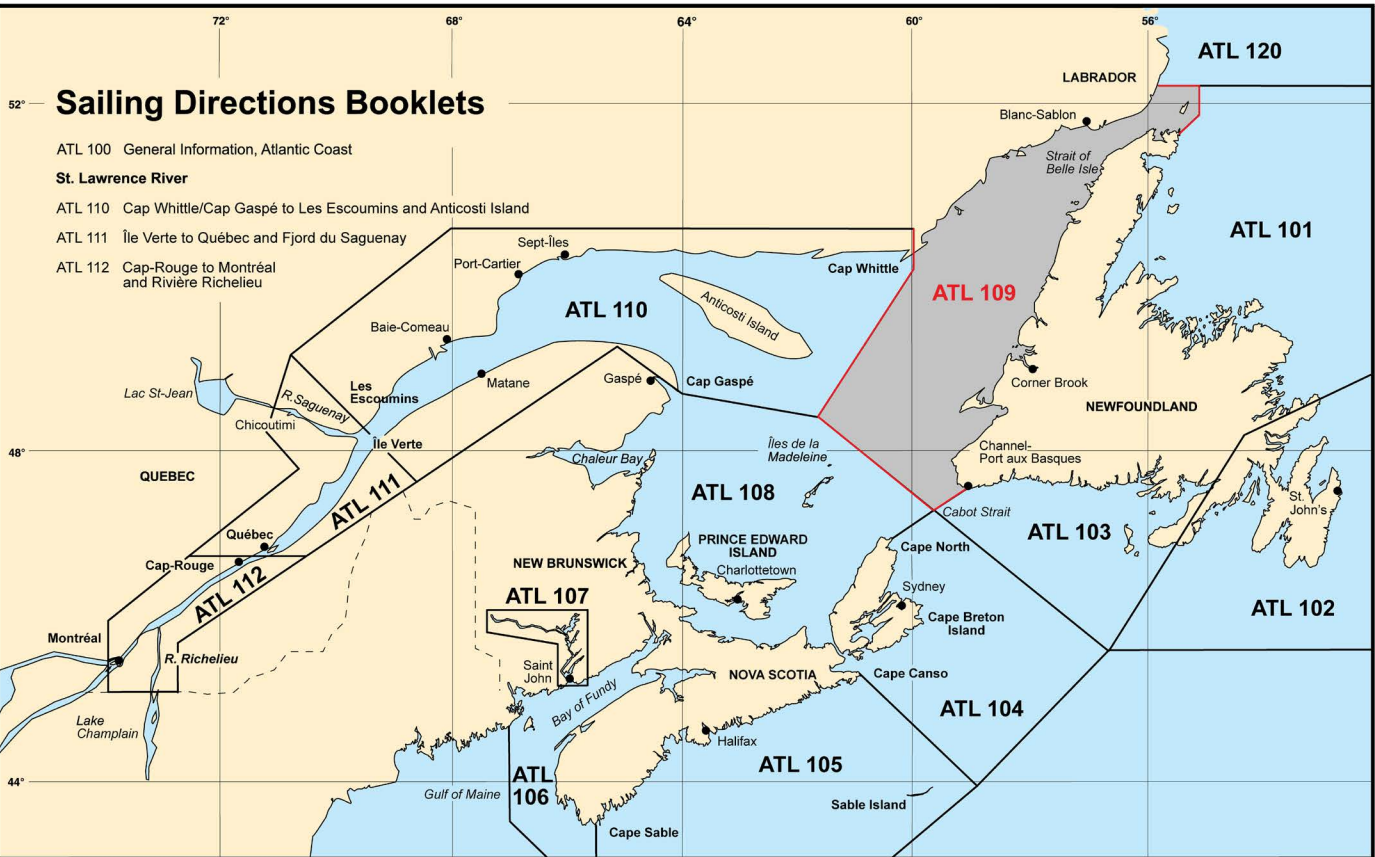 72°
68°
64°
60°
56°
ATL 120
LABRADOR
52°
Sailing Directions Booklets
Blanc-Sablon
ATL 100 General Information, Atlantic Coast
Strait of
Belle Isle
St. Lawrence River
ATL 110 Cap Whittle/Cap Gaspé to Les Escoumins and Anticosti Island
ATL 111 Île Verte to Québec and Fjord du Saguenay
ATL 112 Cap-Rouge to Montréal
and Rivière Richelieu
ATL 101
Sept-Îles
Port-Cartier
Cap Whittle
ATL 109
Anticosti Island
ATL 110
Baie-Comeau
Matane
Gaspé
Cap Gaspé
Corner Brook
NEWFOUNDLAND
Lac St-Jean
R.Saguenay
Les
Escoumins
Chicoutimi
Île Verte
48°
Îles de la
Madeleine
Channel-
Port aux Basques
Chaleur Bay
QUEBEC
ATL 111
ATL 108
St.
John's
Cabot Strait
ATL 103
Québec
Cap-Rouge
PRINCE EDWARD
ISLAND
Cape North
NEW BRUNSWICK
Charlottetown
ATL 112
ATL 107
Sydney
ATL 102
Cape Breton
Island
Montréal
R. Richelieu
Saint
John
NOVA SCOTIA
Cape Canso
Bay of Fundy
Lake
Champlain
ATL 104
Halifax
ATL 105
44°
ATL
106
Gulf of Maine
Sable Island
Cape Sable